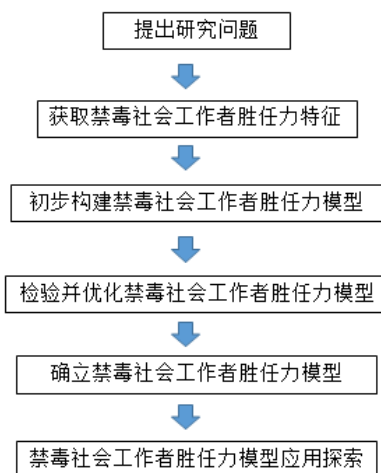 提出研究问题
获取禁毒社会工作者胜任力特征
初步构建禁毒社会工作者胜任力模型
检验并优化禁毒社会工作者胜任力模型
确立禁毒社会工作者胜任力模型
禁毒社会工作者胜任力模型应用探索